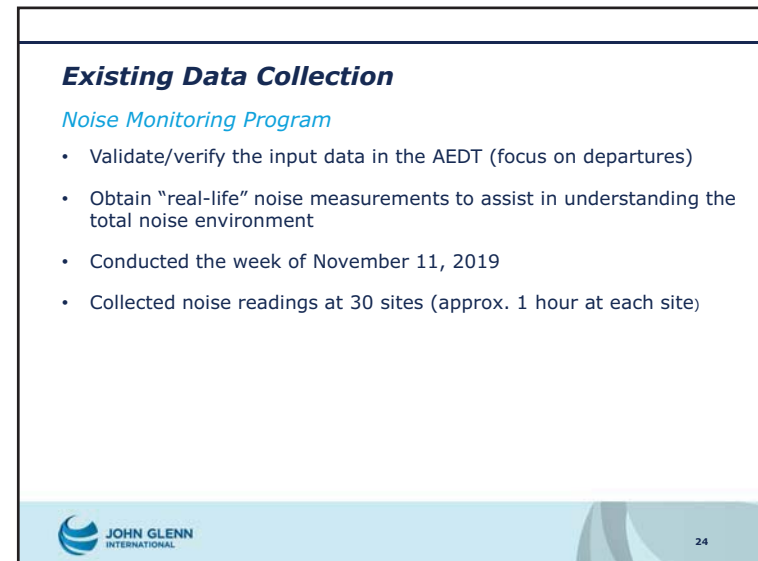 Existing Data Collection
Noise Monitoring Program
• Validate/verify the input data in the AEDT (focus on departures)
• Obtain “real-life” noise measurements to assist in understanding the
total noise environment
• Conducted the week of November 11, 2019
• Collected noise readings at 30 sites (approx. 1 hour at each site)
JOHN GLENN
INTERNATIONAL
24